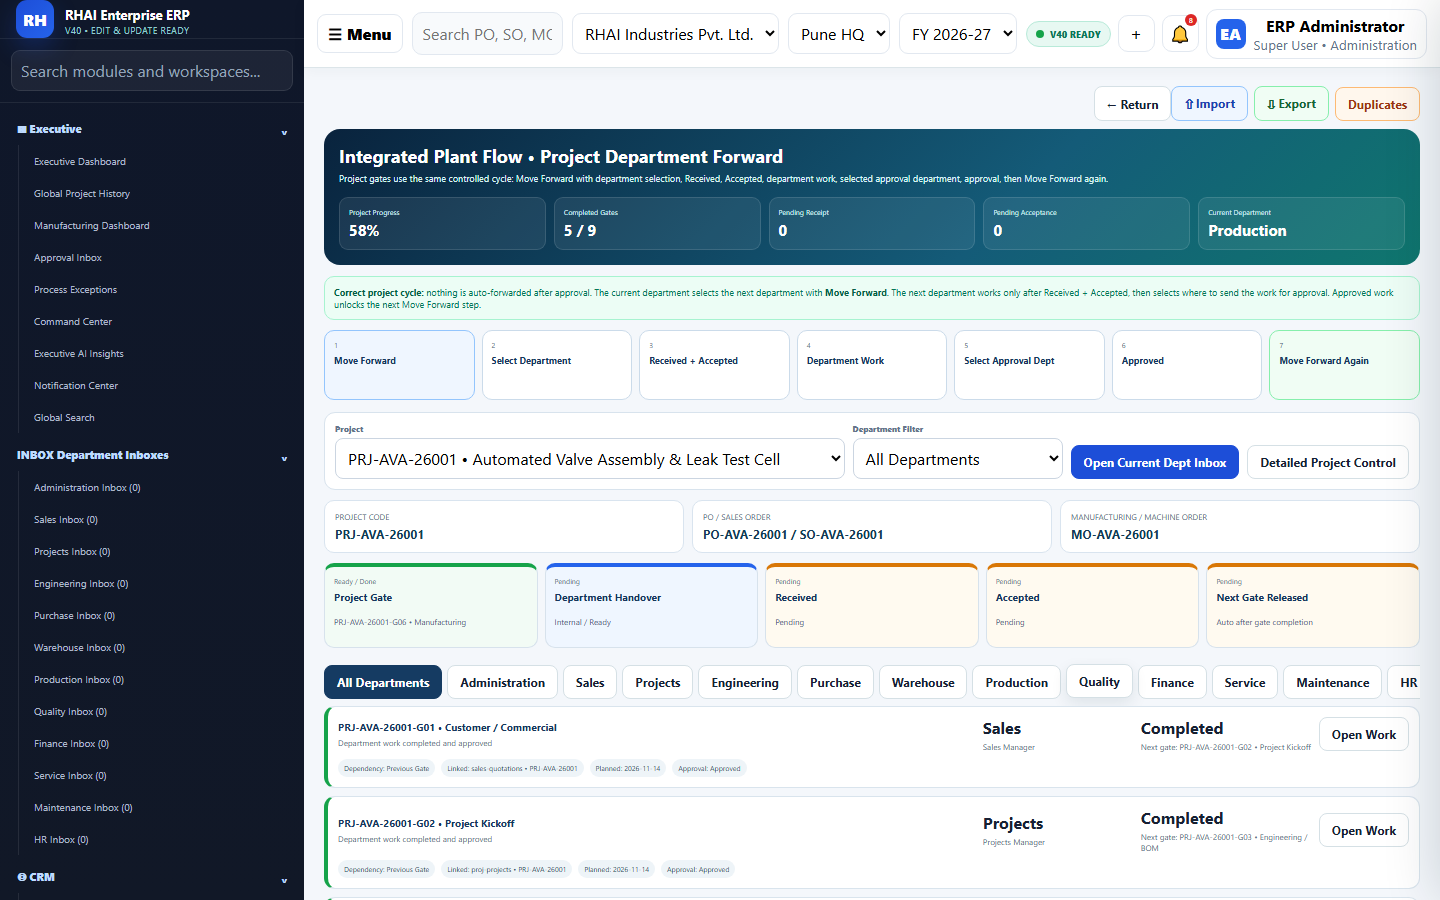 RH
RHAI Enterprise ERP
V40 • EDIT & UPDATE READY
Search modules and workspaces...
Executive
Executive Dashboard
Global Project History
Manufacturing Dashboard
Approval Inbox
Process Exceptions
Command Center
Executive AI Insights
Notification Center
Global Search
INBOX Department Inboxes
Administration Inbox (0)
Sales Inbox (0)
Projects Inbox (0)
Engineering Inbox (0)
Purchase Inbox (0)
Warehouse Inbox (0)
Production Inbox (0)
Quality Inbox (0)
Finance Inbox (0)
Service Inbox (0)
Maintenance Inbox (0)
HR Inbox (0)
CRM
☰ Menu
Search PO, SO, MO
RHAI Industries Pvt. Ltd.
Pune HQ
FY 2026-27
V40 READY
+
8
EA
ERP Administrator
Super User • Administration
← Return
⇧ Import
⇩ Export
Duplicates
Integrated Plant Flow • Project Department Forward
Project gates use the same controlled cycle: Move Forward with department selection, Received, Accepted, department work, selected approval department, approval, then Move Forward again.
Project Progress
58%
Completed Gates
5 / 9
Pending Receipt
0
Pending Acceptance
0
Current Department
Production
Correct project cycle: nothing is auto-forwarded after approval. The current department selects the next department with Move Forward. The next department works only after Received + Accepted, then selects where to send the work for approval. Approved work
unlocks the next Move Forward step.
1
Move Forward
2
Select Department
3
Received + Accepted
4
Department Work
5
Select Approval Dept
6
Approved
7
Move Forward Again
Project
PRJ-AVA-26001 • Automated Valve Assembly & Leak Test Cell
Department Filter
All Departments
Open Current Dept Inbox
Detailed Project Control
PROJECT CODE
PRJ-AVA-26001
PO / SALES ORDER
PO-AVA-26001 / SO-AVA-26001
MANUFACTURING / MACHINE ORDER
MO-AVA-26001
Ready / Done
Project Gate
PRJ-AVA-26001-G06 • Manufacturing
Pending
Department Handover
Internal / Ready
Pending
Received
Pending
Pending
Accepted
Pending
Pending
Next Gate Released
Auto after gate completion
All Departments
Administration
Sales
Projects
Engineering
Purchase
Warehouse
Production
Quality
Finance
Service
Maintenance
HR
PRJ-AVA-26001-G01 • Customer / Commercial
Department work completed and approved
Dependency: Previous Gate
Linked: sales-quotations • PRJ-AVA-26001
Planned: 2026-11-14
Approval: Approved
Sales
Sales Manager
Completed
Next gate: PRJ-AVA-26001-G02 • Project Kickoff
Open Work
PRJ-AVA-26001-G02 • Project Kickoff
Department work completed and approved
Dependency: Previous Gate
Linked: proj-projects • PRJ-AVA-26001
Planned: 2026-11-14
Approval: Approved
Projects
Projects Manager
Completed
Next gate: PRJ-AVA-26001-G03 • Engineering /
BOM
Open Work